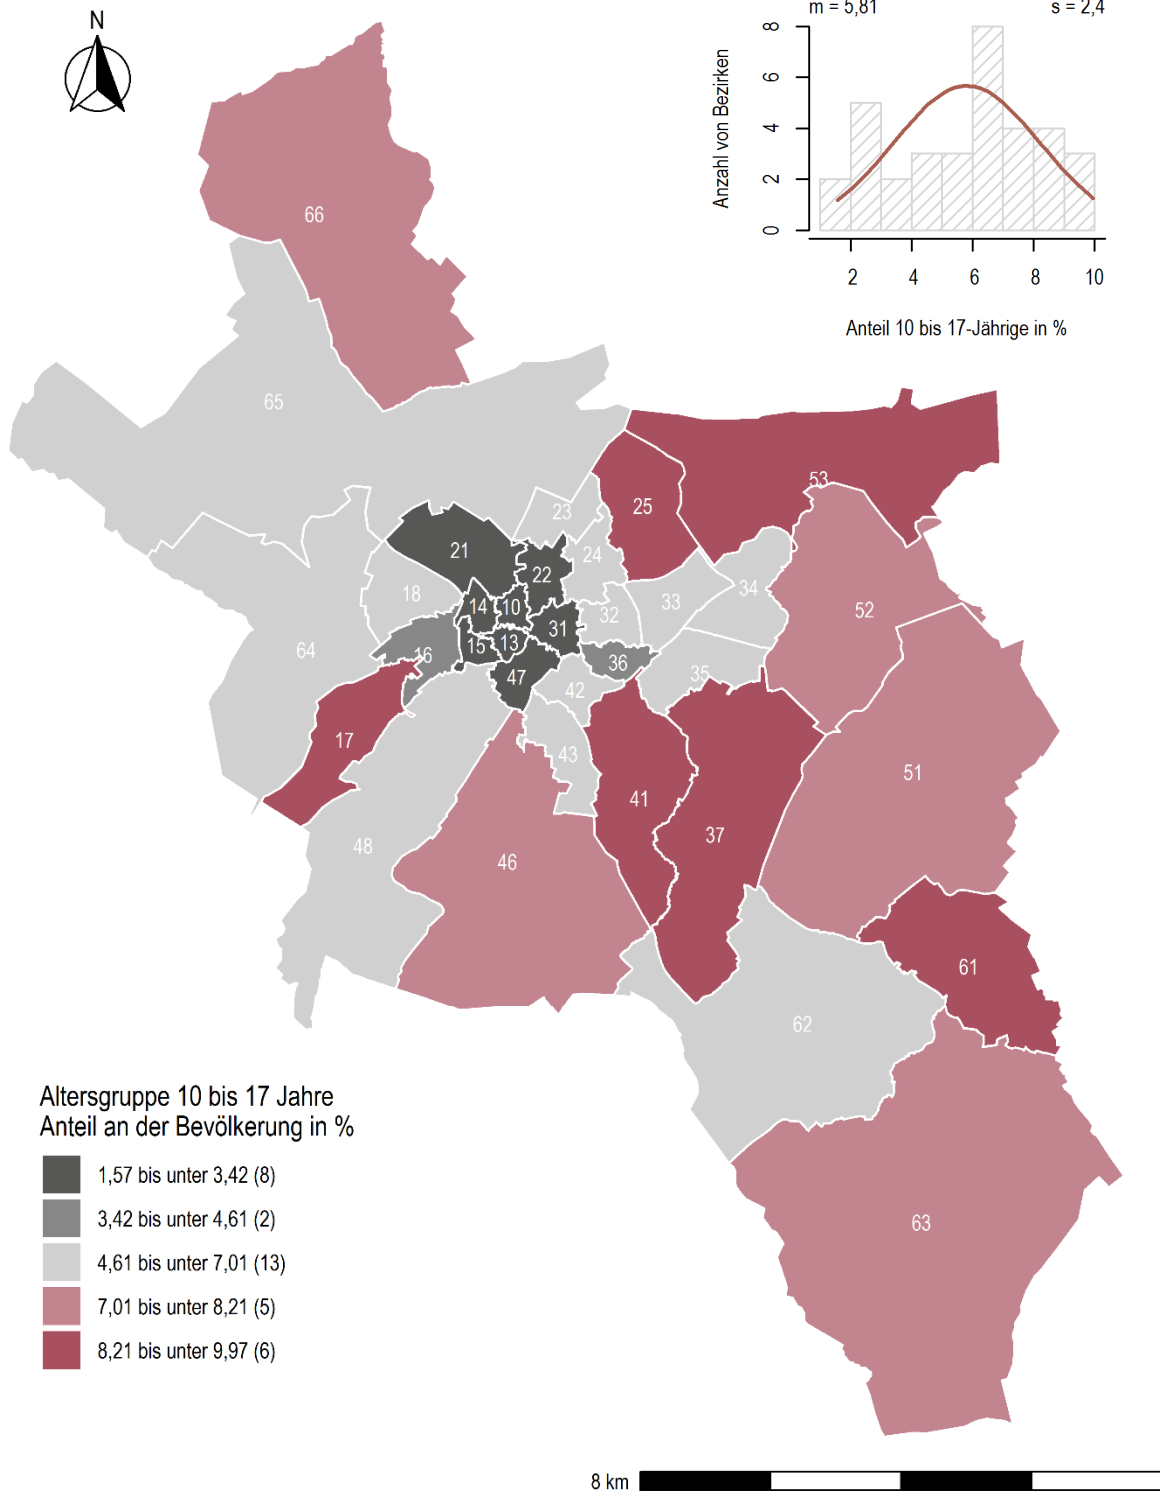 N
m = 5,81
s = 2,4
Anzahl von Bezirken
8
6
4
2
0
2 4 6 8 10
Anteil 10 bis 17-Jährige in %
66
65
53
25
23
21
24
22
34
18
33
52
14
10
32
31
13
15
64
16
36
35
47
42
17
43
51
41
37
48
46
61
62
63
Altersgruppe 10 bis 17 Jahre
Anteil an der Bevölkerung in %
1,57 bis unter 3,42 (8)
3,42 bis unter 4,61 (2)
4,61 bis unter 7,01 (13)
7,01 bis unter 8,21 (5)
8,21 bis unter 9,97 (6)
8 km